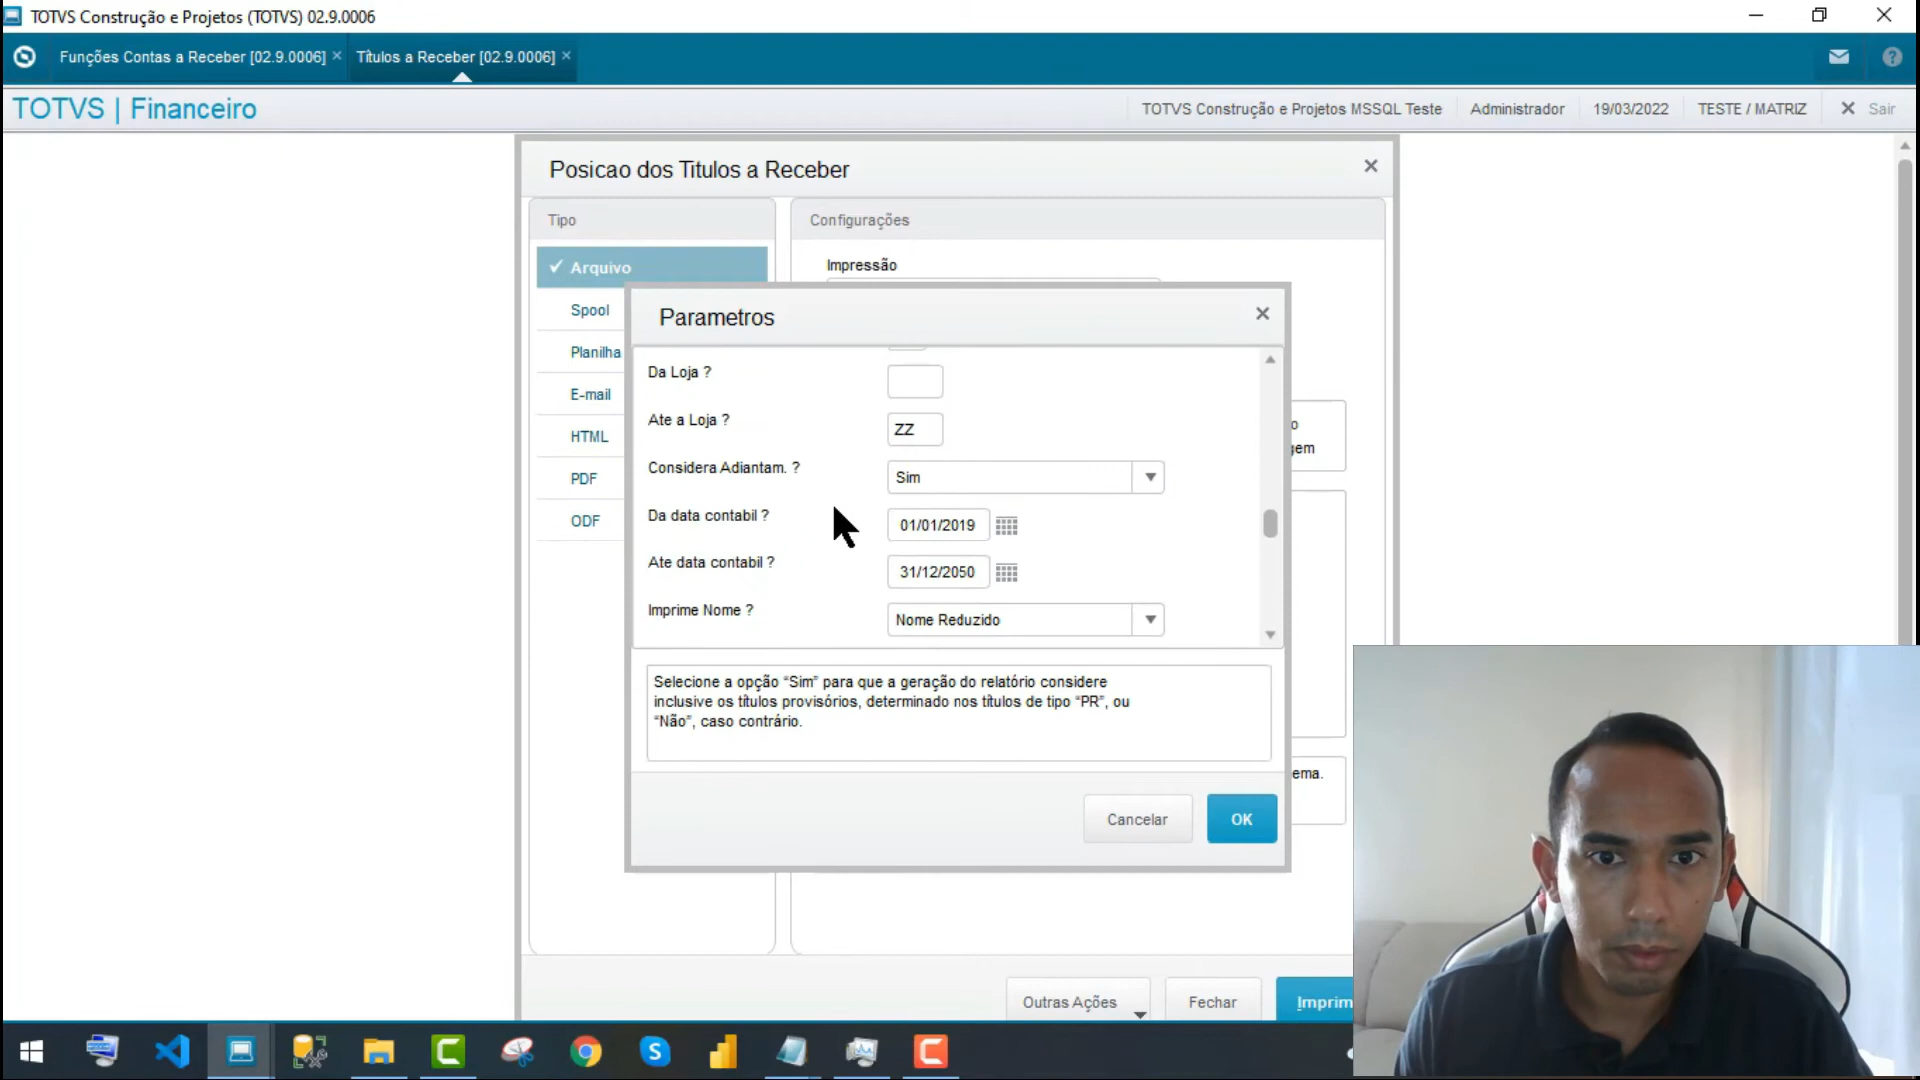 TOTVS Construção e Projetos (TOTVS) 02.9.0006
Funções Contas a Receber [02.9.0006] Títulos a Receber [02.9.0006]
TOTVS | Financeiro TOTVS Construção e Projetos MSSQL Teste Administrador 19/03/2022 TESTE / MATRIZ Sair
Posicao dos Titulos a Receber
Tipo
Configurações
Arquivo
Impressão
Spool
Planilha
E-mail
HTML
PDF
ODF
Parametros
Da Loja ?
Ate a Loja ? ZZ
Considera Adiantam. ? Sim
Da data contabil ? 01/01/2019
Ate data contabil ? 31/12/2050
Imprime Nome ? Nome Reduzido
Selecione a opção “Sim” para que a geração do relatório considere
inclusive os títulos provisórios, determinado nos títulos de tipo “PR”, ou
“Não”, caso contrário.
Cancelar OK
o
gem
ema.
Outras Ações Fechar Imprim